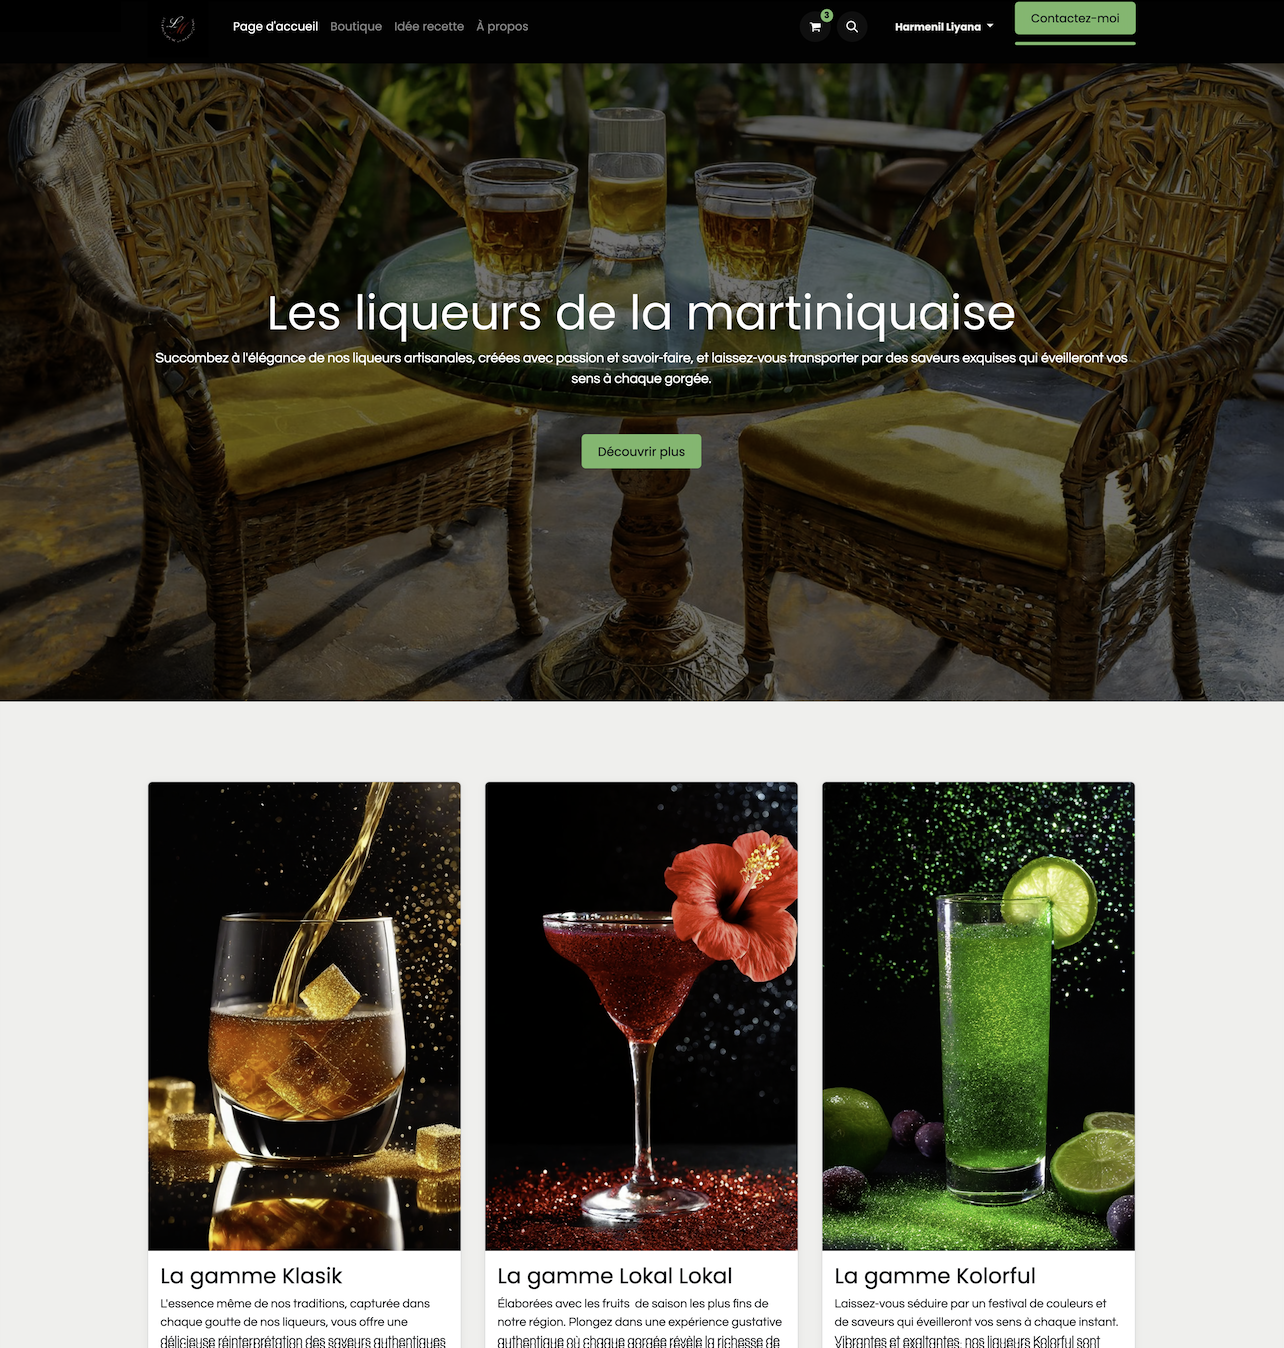 Page d'accueil Boutique Idée recette À propos 3 Harmenil Liyana Contactez-moi
Les liqueurs de la martiniquaise
Succombez à l'élégance de nos liqueurs artisanales, créées avec passion et savoir-faire, et laissez-vous transporter par des saveurs exquises qui éveilleront vos
sens à chaque gorgée.
Découvrir plus
La gamme Klasik
L'essence même de nos traditions, capturée dans
chaque goutte de nos liqueurs, vous offre une
délicieuse réinterprétation des saveurs authentiques
La gamme Lokal Lokal
Élaborées avec les fruits  de saison les plus fins de
notre région. Plongez dans une expérience gustative
authentique où chaque gorgée révèle la richesse de
La gamme Kolorful
Laissez-vous séduire par un festival de couleurs et
de saveurs qui éveilleront vos sens à chaque instant.
Vibrantes et exaltantes, nos liqueurs Kolorful sont